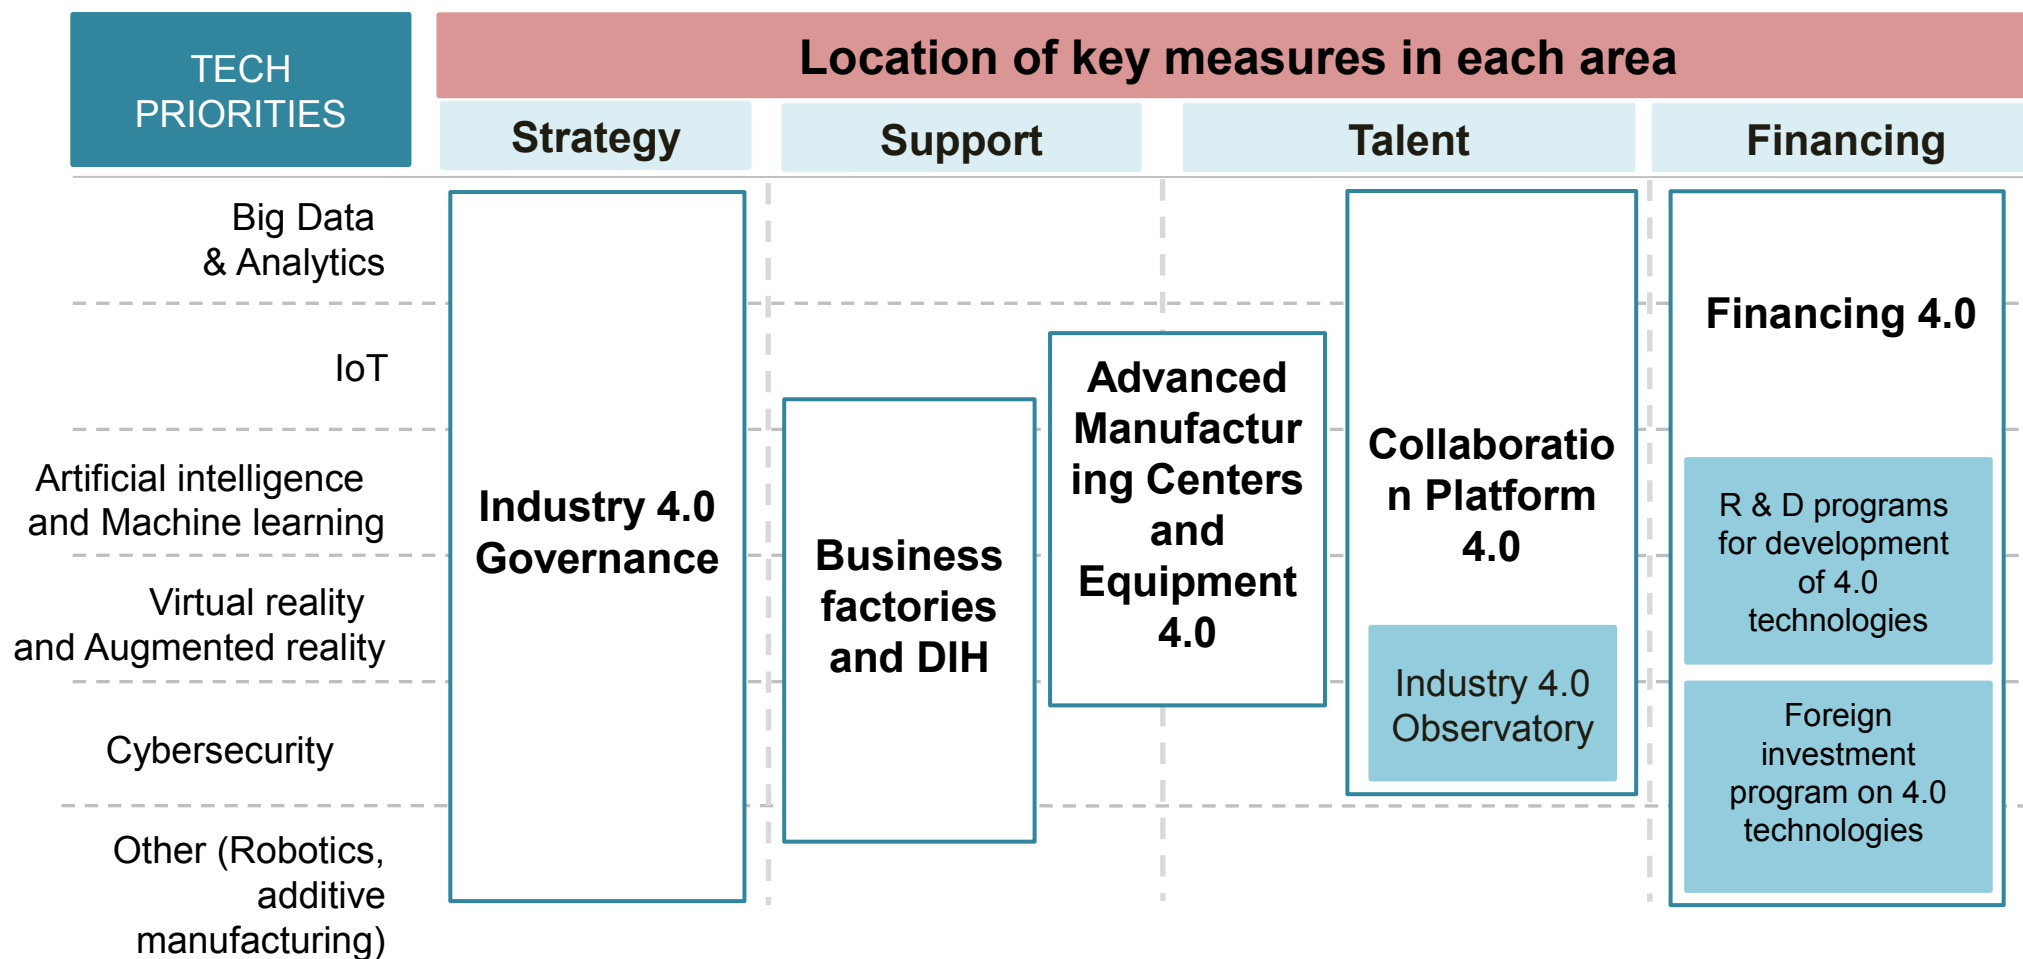 TECH
PRIORITIES
Location of key measures in each area
Strategy
Support
Talent
Financing
Big Data
& Analytics
IoT
Artificial intelligence
and Machine learning
Virtual reality
and Augmented reality
Cybersecurity
Other (Robotics,
additive
manufacturing)
Industry 4.0
Governance
Business
factories
and DIH
Advanced
Manufactur
ing Centers
and
Equipment
4.0
Collaboratio
n Platform
4.0
Industry 4.0
Observatory
Financing 4.0
R & D programs
for development
of 4.0
technologies
Foreign
investment
program on 4.0
technologies